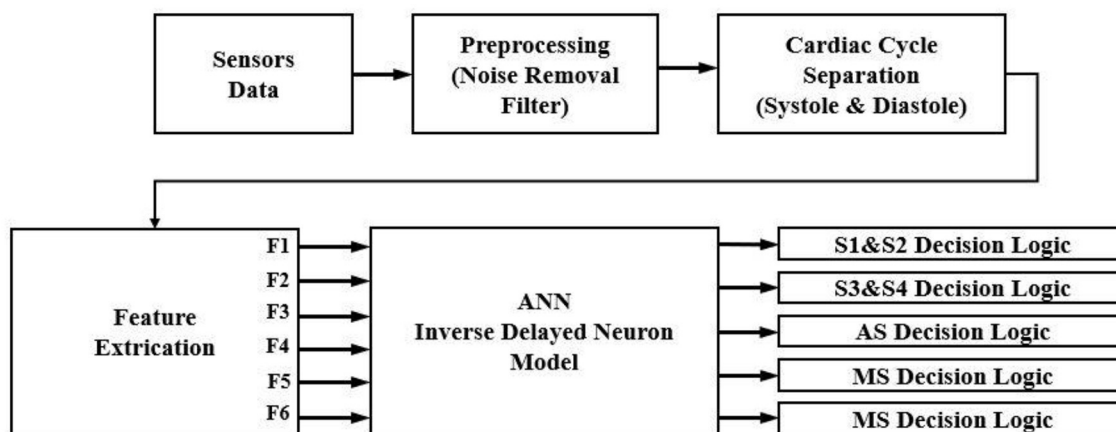 Sensors
Data
Preprocessing
(Noise Removal
Filter)
Cardiac Cycle
Separation
(Systole & Diastole)
Feature
Extrication
F1
F2
F3
F4
F5
F6
ANN
Inverse Delayed Neuron
Model
S1&S2 Decision Logic
S3&S4 Decision Logic
AS Decision Logic
MS Decision Logic
MS Decision Logic